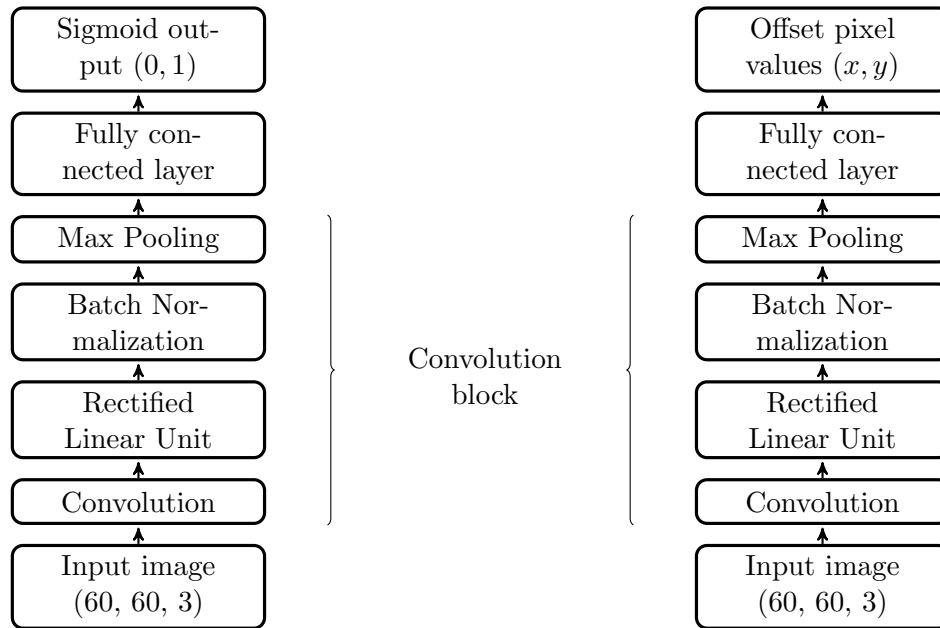 Sigmoid out-
put (0, 1)
Fully con-
nected layer
Max Pooling
Batch Nor-
malization
Rectified
Linear Unit
Convolution
Input image
(60, 60, 3)
Convolution
block
Offset pixel
values (x, y)
Fully con-
nected layer
Max Pooling
Batch Nor-
malization
Rectified
Linear Unit
Convolution
Input image
(60, 60, 3)